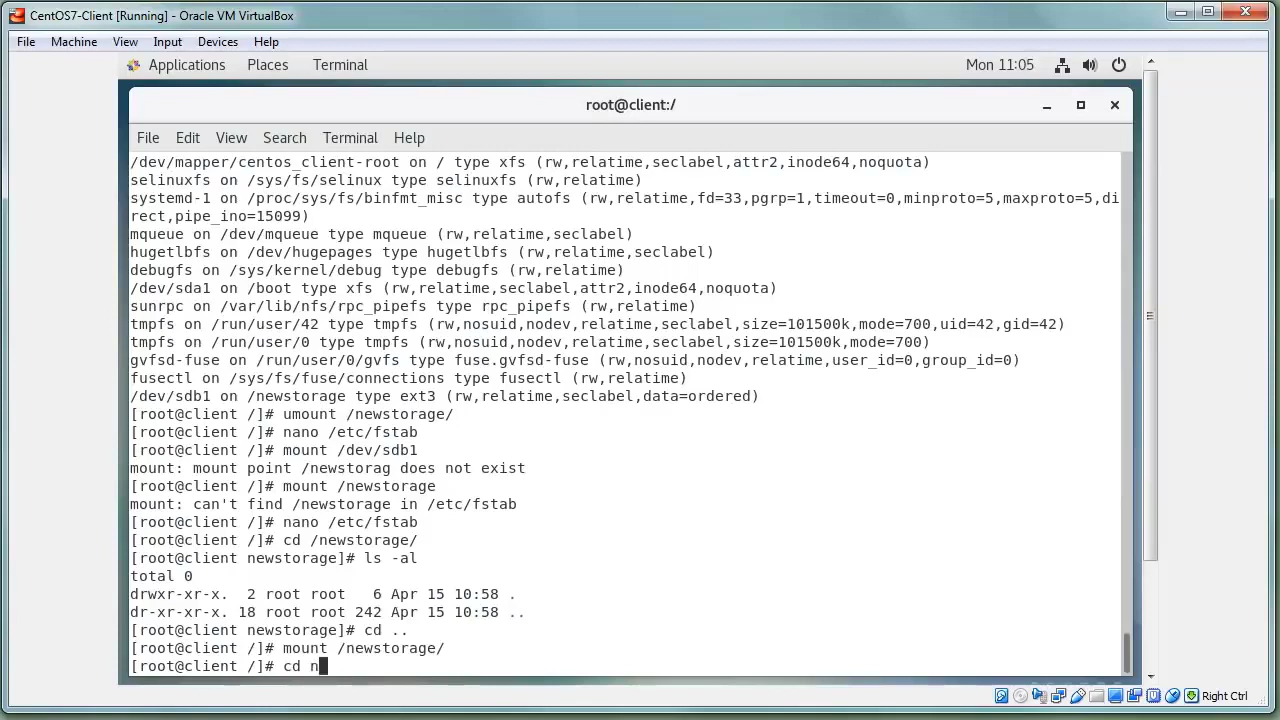 CentOS7-Client [Running] - Oracle VM VirtualBox
File Machine View Input Devices Help
Applications Places Terminal Mon 11:05
root@client:/
File Edit View Search Terminal Help
/dev/mapper/centos_client-root on / type xfs (rw,relatime,seclabel,attr2,inode64,noquota)
selinuxfs on /sys/fs/selinux type selinuxfs (rw,relatime)
systemd-1 on /proc/sys/fs/binfmt_misc type autofs (rw,relatime,fd=33,pgrp=1,timeout=0,minproto=5,maxproto=5,di
rect,pipe_ino=15099)
mqueue on /dev/mqueue type mqueue (rw,relatime,seclabel)
hugetlbfs on /dev/hugepages type hugetlbfs (rw,relatime,seclabel)
debugfs on /sys/kernel/debug type debugfs (rw,relatime)
/dev/sda1 on /boot type xfs (rw,relatime,seclabel,attr2,inode64,noquota)
sunrpc on /var/lib/nfs/rpc_pipefs type rpc_pipefs (rw,relatime)
tmpfs on /run/user/42 type tmpfs (rw,nosuid,nodev,relatime,seclabel,size=101500k,mode=700,uid=42,gid=42)
tmpfs on /run/user/0 type tmpfs (rw,nosuid,nodev,relatime,seclabel,size=101500k,mode=700)
gvfsd-fuse on /run/user/0/gvfs type fuse.gvfsd-fuse (rw,nosuid,nodev,relatime,user_id=0,group_id=0)
fusectl on /sys/fs/fuse/connections type fusectl (rw,relatime)
/dev/sdb1 on /newstorage type ext3 (rw,relatime,seclabel,data=ordered)
[root@client /]# umount /newstorage/
[root@client /]# nano /etc/fstab
[root@client /]# mount /dev/sdb1
mount: mount point /newstorag does not exist
[root@client /]# mount /newstorage
mount: can't find /newstorage in /etc/fstab
[root@client /]# nano /etc/fstab
[root@client /]# cd /newstorage/
[root@client newstorage]# ls -al
total 0
drwxr-xr-x.  2 root root   6 Apr 15 10:58 .
dr-xr-xr-x. 18 root root 242 Apr 15 10:58 ..
[root@client newstorage]# cd ..
[root@client /]# mount /newstorage/
[root@client /]# cd n
Right Ctrl